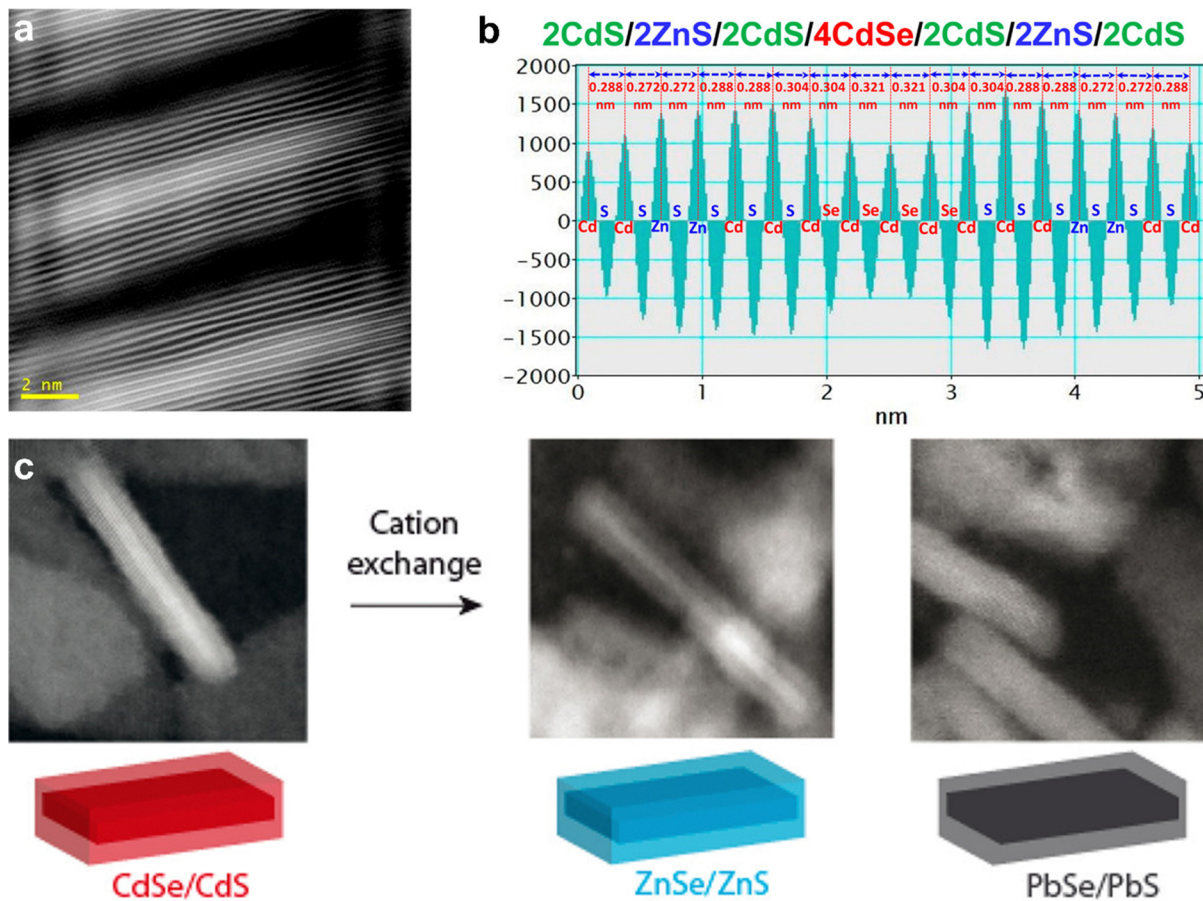 a
2 nm
b
2CdS/2ZnS/2CdS/4CdSe/2CdS/2ZnS/2CdS
2000
1500
1000
500
0
-500
-1000
-1500
-2000
0.288 0.272 0.272 0.288 0.288 0.304 0.304 0.321 0.321 0.304 0.304 0.288 0.288 0.272 0.272 0.288
nm nm nm nm nm nm nm nm nm nm nm nm nm nm nm nm
S S S S S S S Se Se Se Se S S S S S S
Cd Cd Zn Zn Cd Cd Cd Cd Cd Cd Cd Cd Cd Zn Zn Cd Cd
0 1 2 3 4 5
nm
c
Cation
exchange
CdSe/CdS
ZnSe/ZnS
PbSe/PbS